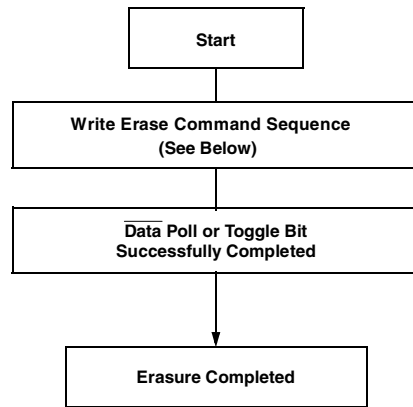 Start
Write Erase Command Sequence
(See Below)
Data Poll or Toggle Bit
Successfully Completed
Erasure Completed